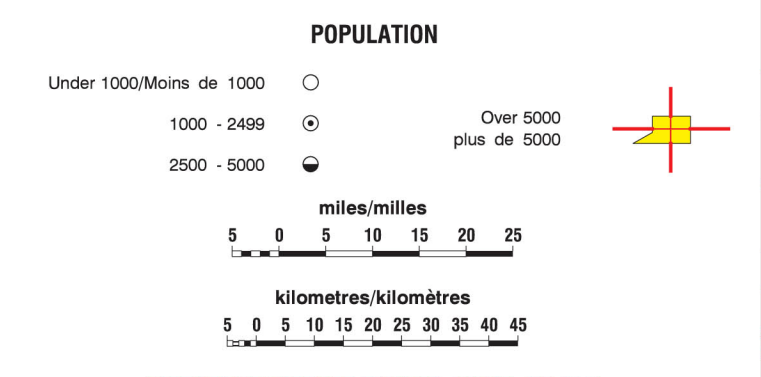 POPULATION
Under 1000/Moins de 1000
1000 - 2499
2500 - 5000
Over 5000
plus de 5000
miles/milles
5 0 5 10 15 20 25
kilometres/kilomètres
5 0 5 10 15 20 25 30 35 40 45